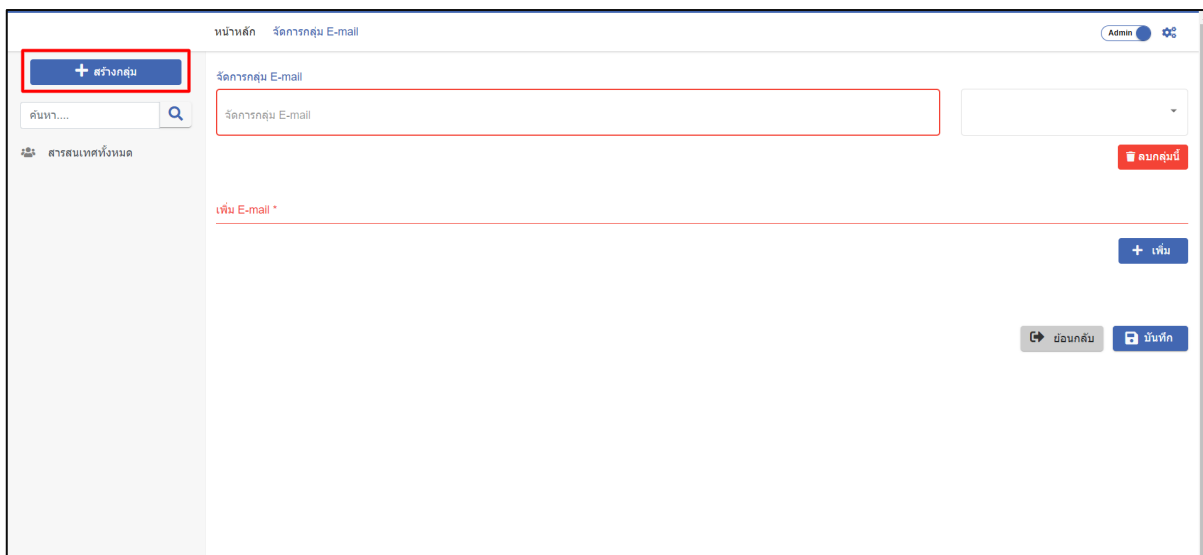 หน้าหลัก จัดการกลุ่ม E-mail
Admin
สร้างกลุ่ม
ค้นหา....
สารสนเทศทั้งหมด
จัดการกลุ่ม E-mail
จัดการกลุ่ม E-mail
ลบกลุ่มนี้
เพิ่ม E-mail *
เพิ่ม
ย้อนกลับ
บันทึก